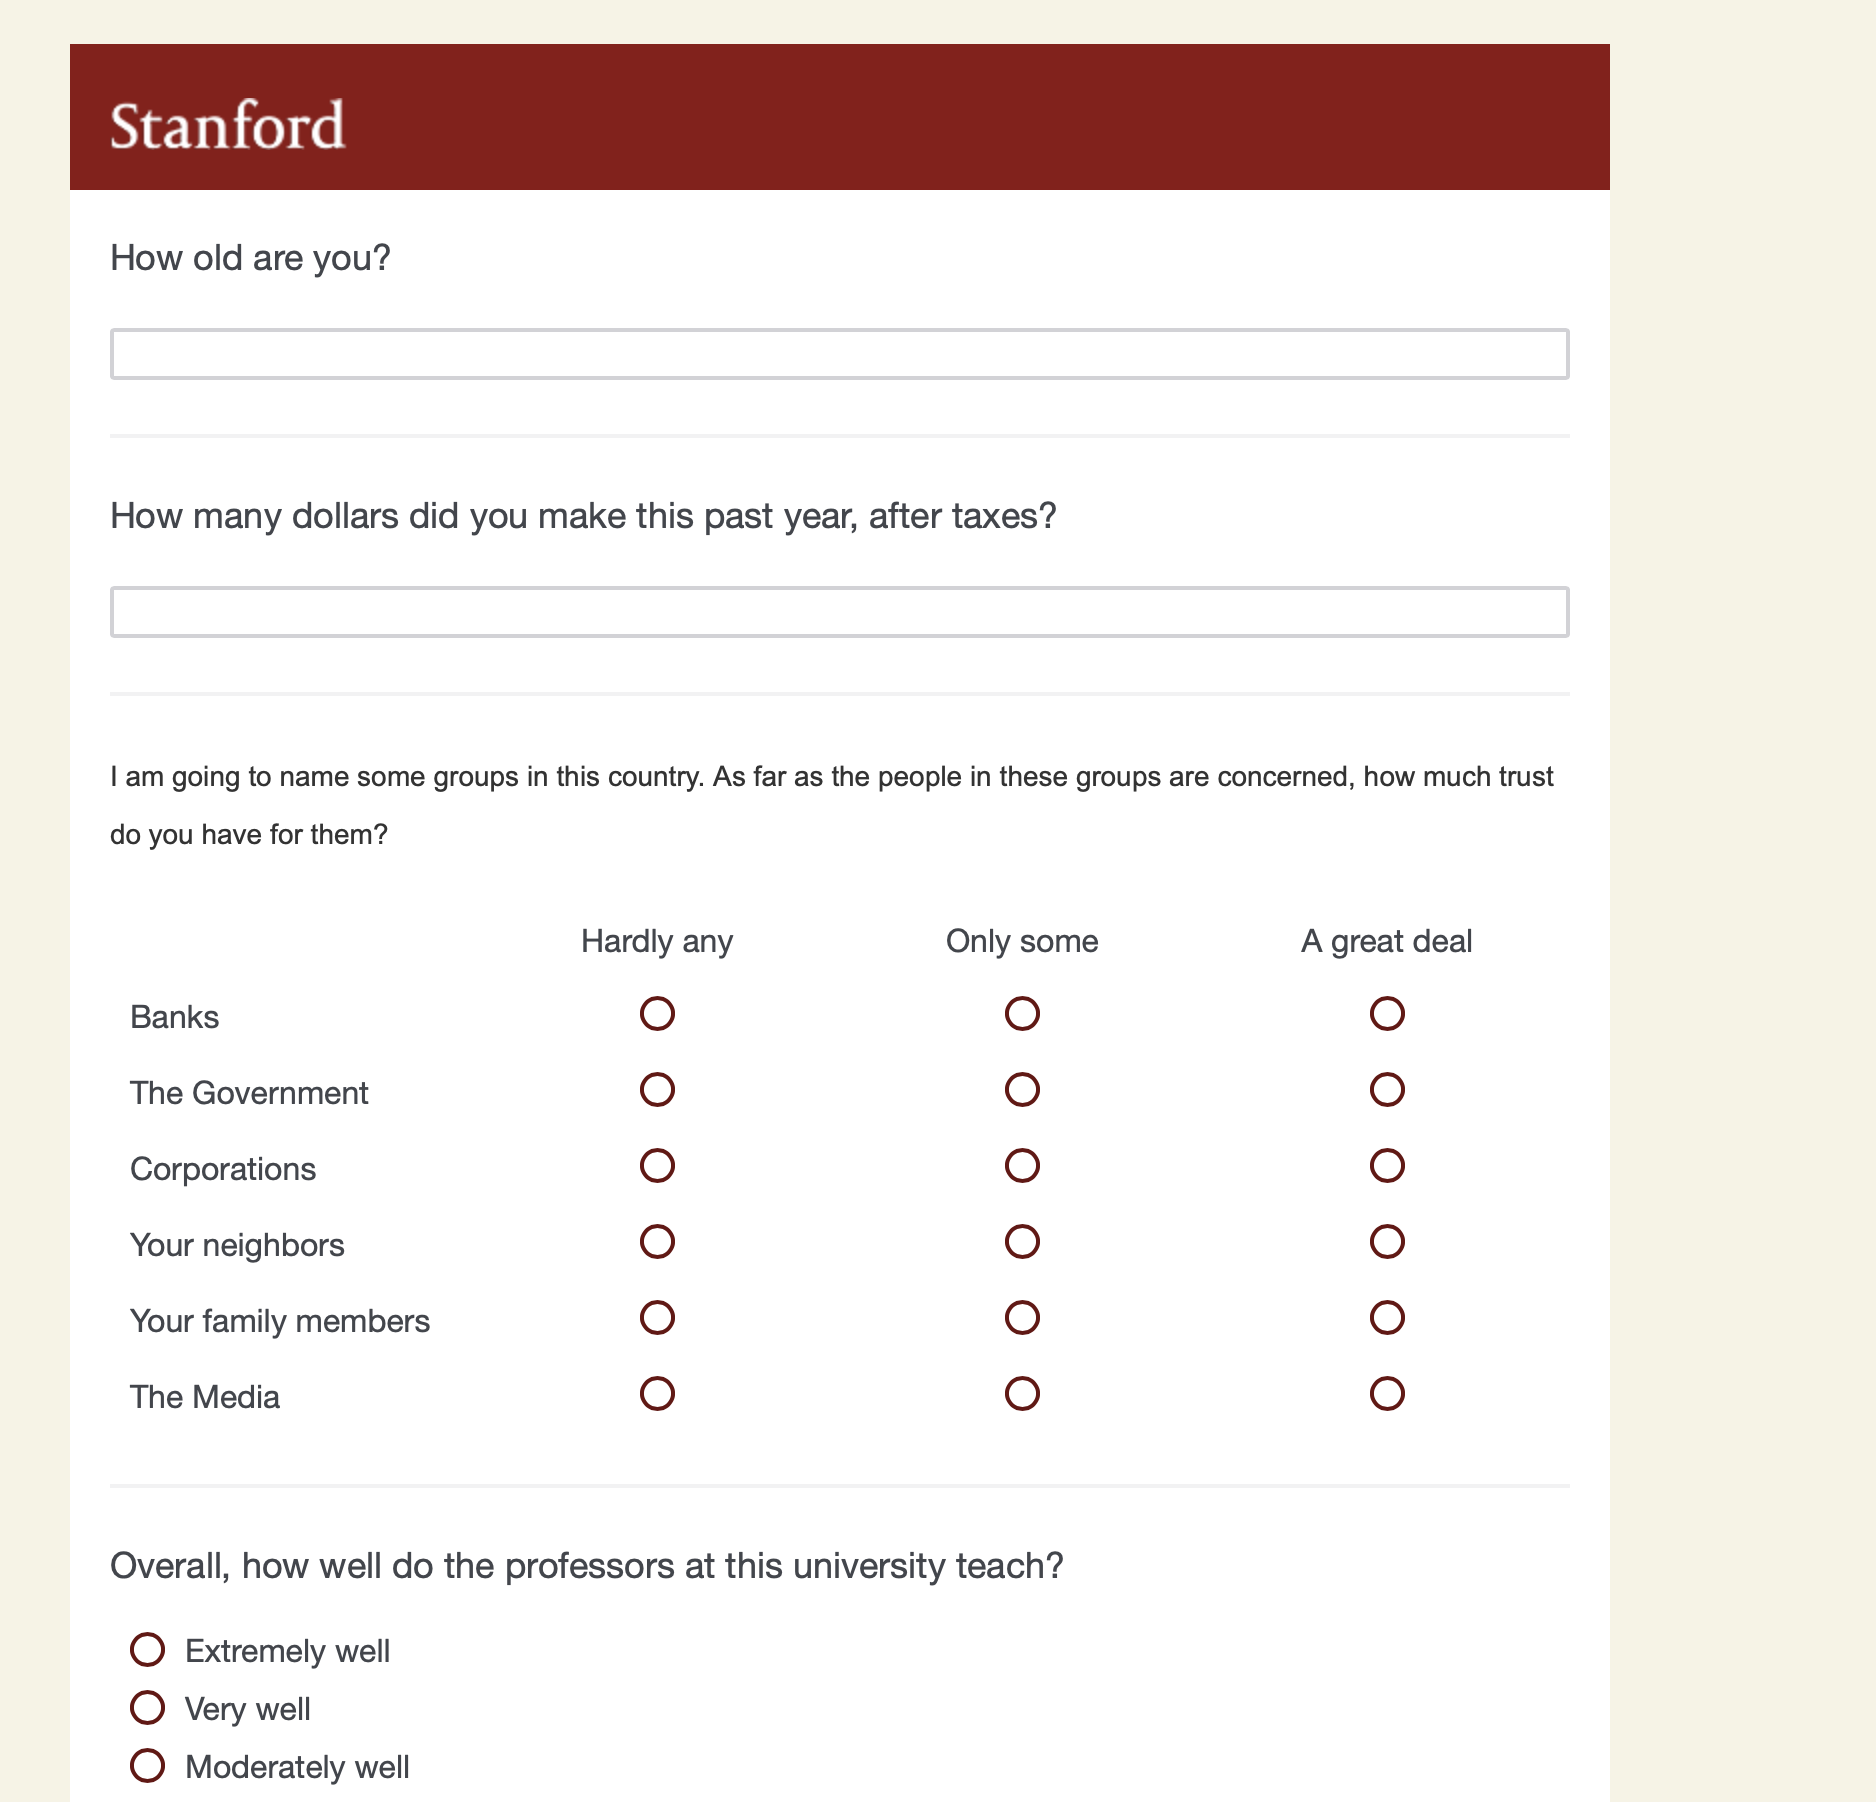 Stanford
How old are you?
How many dollars did you make this past year, after taxes?
I am going to name some groups in this country. As far as the people in these groups are concerned, how much trust
do you have for them?
Hardly any Only some A great deal
Banks
The Government
Corporations
Your neighbors
Your family members
The Media
Overall, how well do the professors at this university teach?
Extremely well
Very well
Moderately well